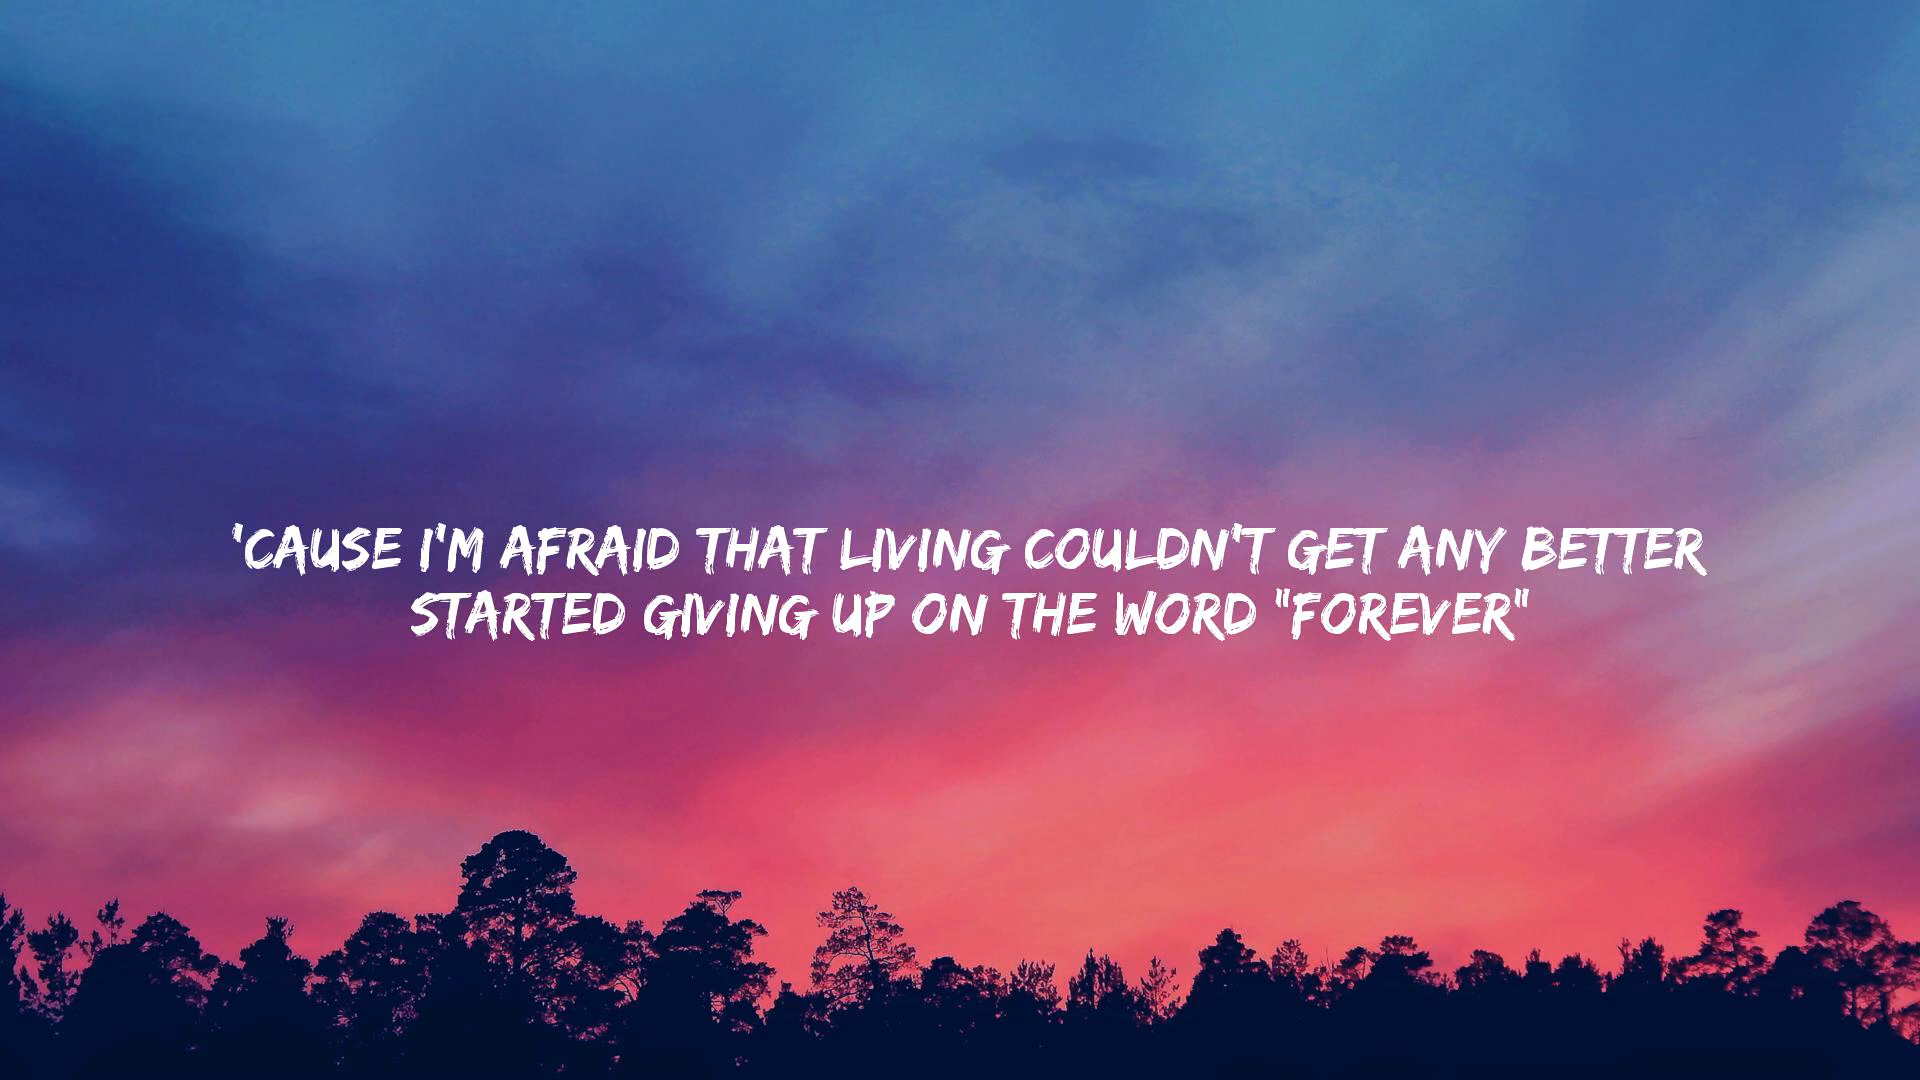 'CAUSE I'M AFRAID THAT LIVING COULDN'T GET ANY BETTER
STARTED GIVING UP ON THE WORD "FOREVER"